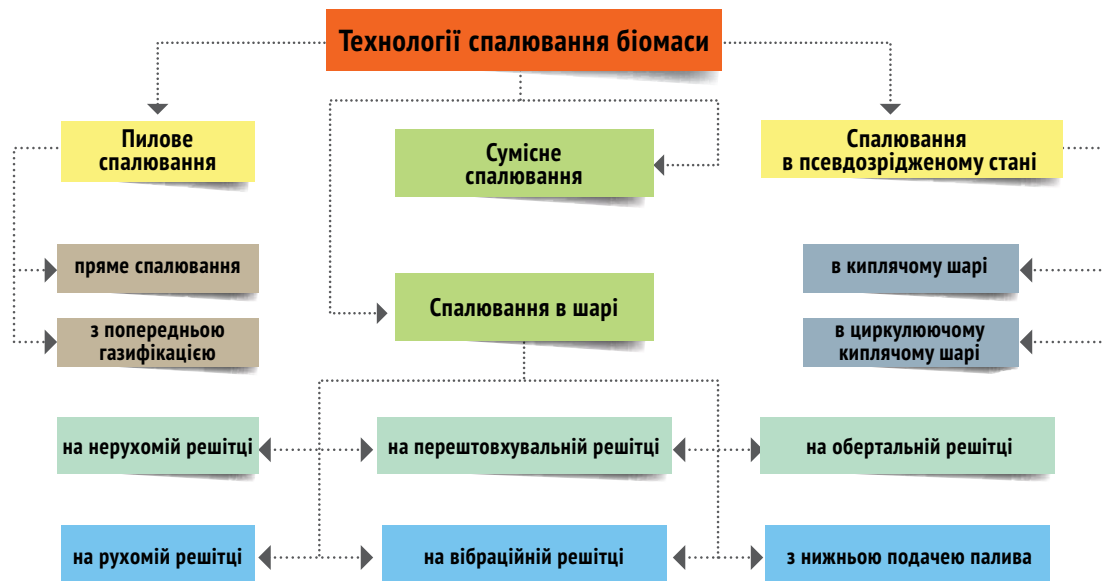 Технології спалювання біомаси
Пилове
спалювання
Сумісне
спалювання
Спалювання
в псевдозрідженому стані
пряме спалювання
в киплячому шарі
Спалювання в шарі
з попередньою
газифікацією
в циркулюючому
киплячому шарі
на нерухомій решітці
на перештовхувальній решітці
на обертальній решітці
на рухомій решітці
на вібраційній решітці
з нижньою подачею палива